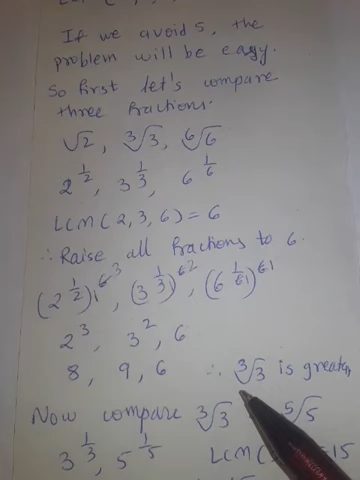 If we avoid 5, the
problem will be easy.
So first let's compare
three fractions.
√2, ∛3, ⁶√6
2^(1/2), 3^(1/3), 6^(1/6)
LCM(2,3,6) = 6
∴ Raise all fractions to 6.
(2^(1/2))^6 3, (3^(1/3))^6 2, (6^(1/6))^6 1
2³, 3², 6
8, 9, 6 ∴ ∛3 is greater
Now compare ∛3 ⁵√5
3^(1/3), 5^(1/5) LCM( 15